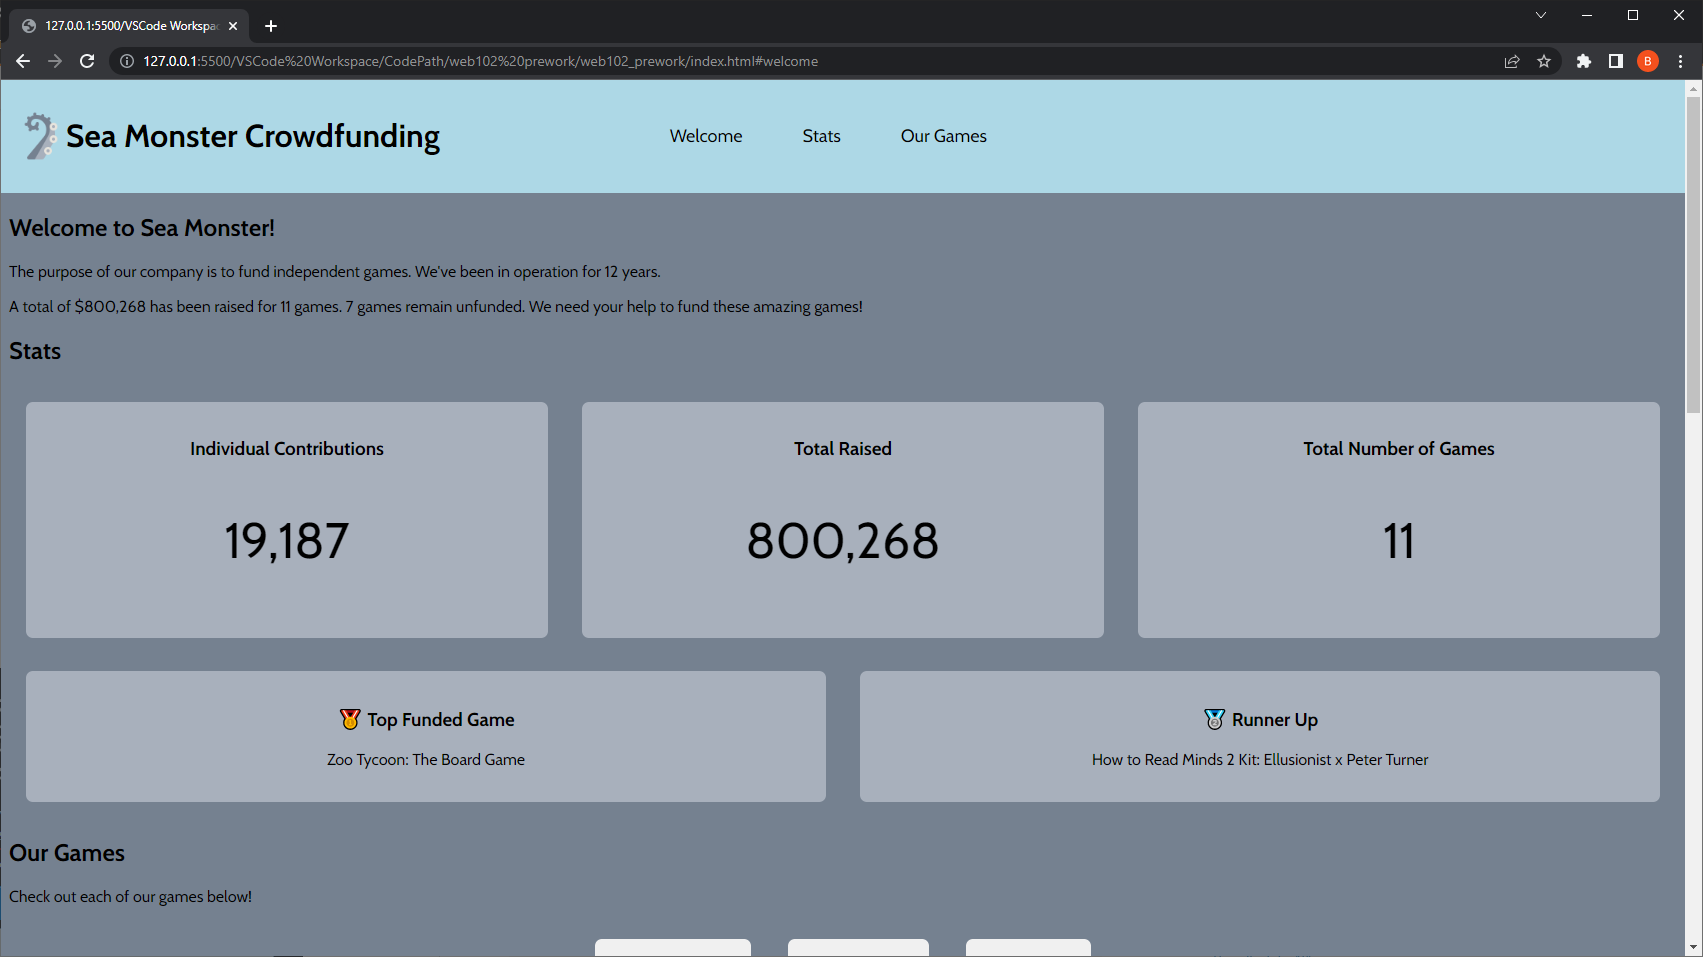 127.0.0.1:5500/VSCode Workspa
127.0.0.1:5500/VSCode%20Workspace/CodePath/web102%20prework/web102_prework/index.html#welcome
B
Sea Monster Crowdfunding
Welcome
Stats
Our Games
Welcome to Sea Monster!
The purpose of our company is to fund independent games. We've been in operation for 12 years.
A total of $800,268 has been raised for 11 games. 7 games remain unfunded. We need your help to fund these amazing games!
Stats
Individual Contributions
19,187
Total Raised
800,268
Total Number of Games
11
🥇 Top Funded Game
Zoo Tycoon: The Board Game
🥈 Runner Up
How to Read Minds 2 Kit: Ellusionist x Peter Turner
Our Games
Check out each of our games below!